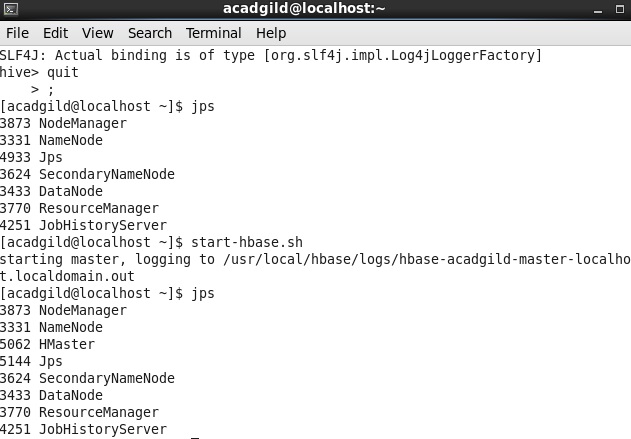 acadgild@localhost:~
File Edit View Search Terminal Help
SLF4J: Actual binding is of type [org.slf4j.impl.Log4jLoggerFactory]
hive> quit
    > ;
[acadgild@localhost ~]$ jps
3873 NodeManager
3331 NameNode
4933 Jps
3624 SecondaryNameNode
3433 DataNode
3770 ResourceManager
4251 JobHistoryServer
[acadgild@localhost ~]$ start-hbase.sh
starting master, logging to /usr/local/hbase/logs/hbase-acadgild-master-localhos
t.localdomain.out
[acadgild@localhost ~]$ jps
3873 NodeManager
3331 NameNode
5062 HMaster
5144 Jps
3624 SecondaryNameNode
3433 DataNode
3770 ResourceManager
4251 JobHistoryServer